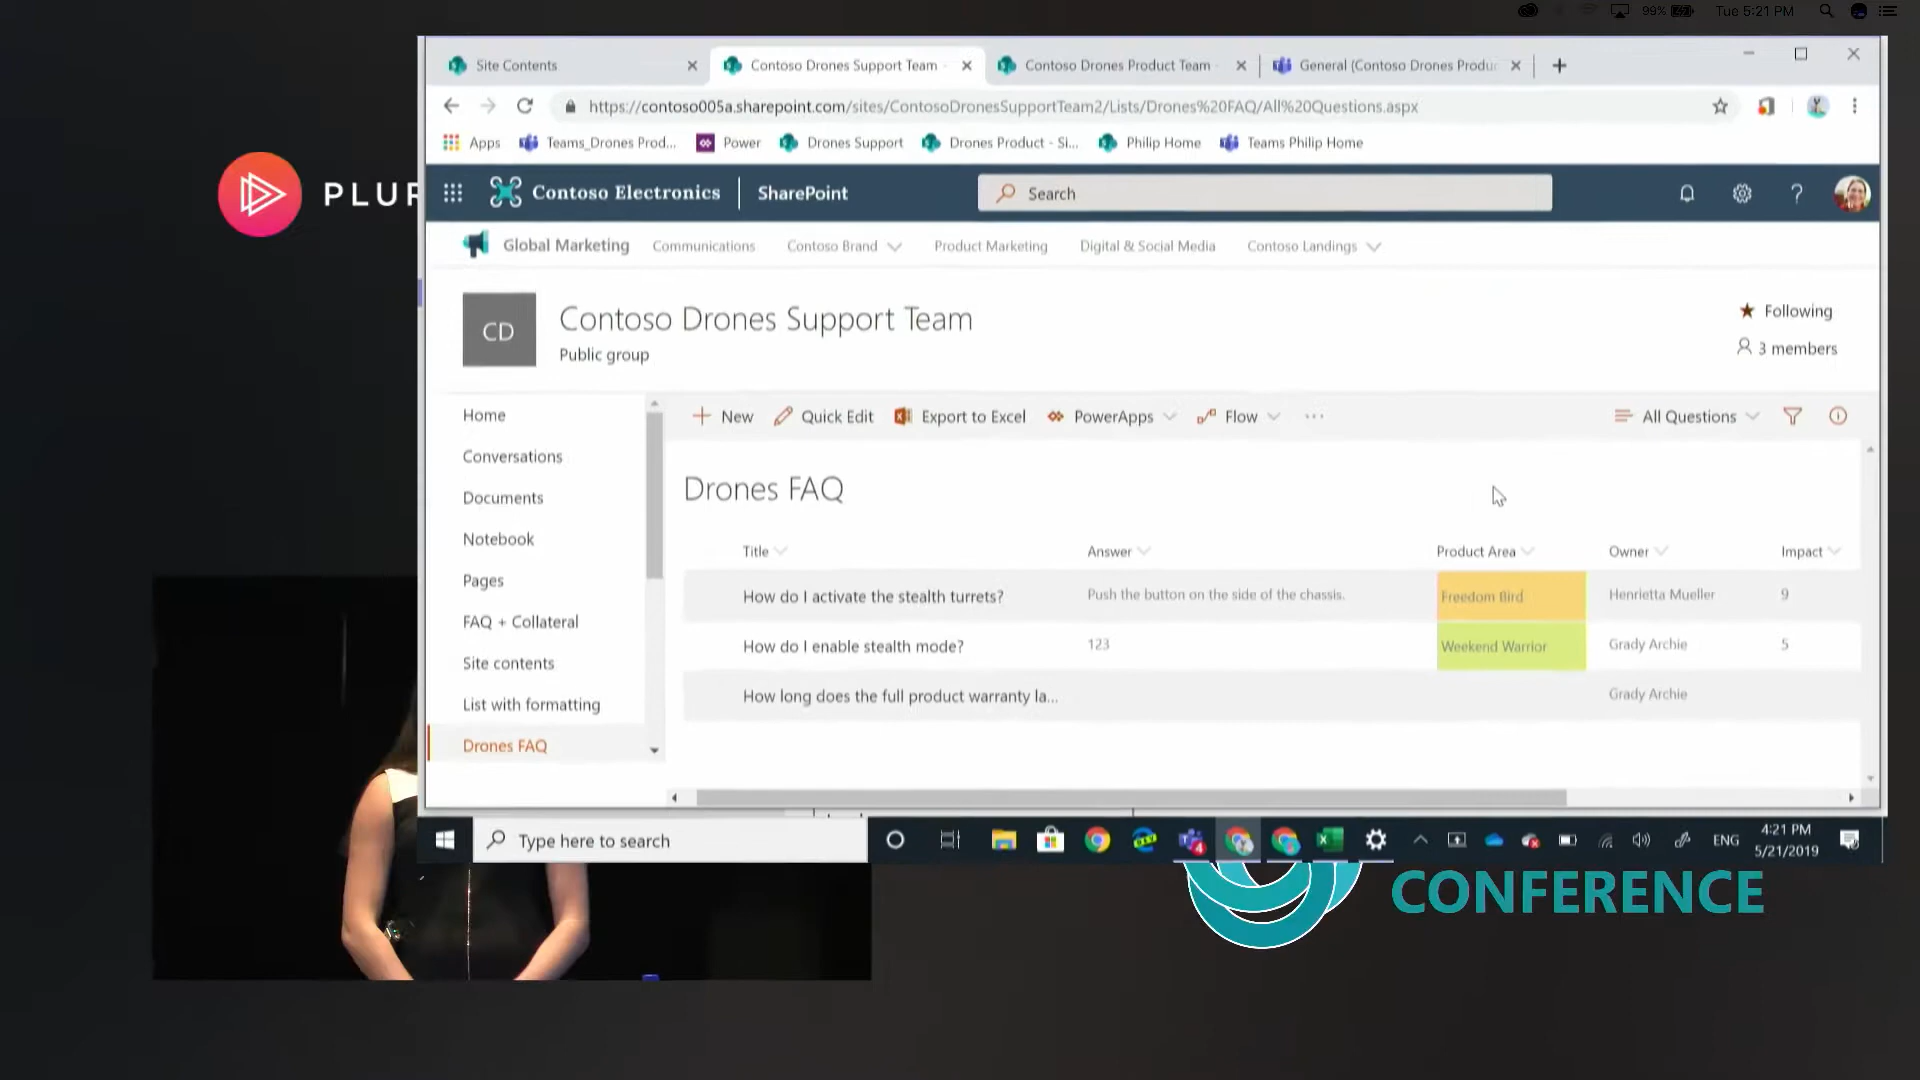 99% Tue 5:21 PM
Site Contents
Contoso Drones Support Team
Contoso Drones Product Team
General (Contoso Drones Produ
https://contoso005a.sharepoint.com/sites/ContosoDronesSupportTeam2/Lists/Drones%20FAQ/All%20Questions.aspx
Apps Teams_Drones Prod... Power Drones Support Drones Product - Si... Philip Home Teams Philip Home
PLUR
Contoso Electronics SharePoint Search ?
Global Marketing Communications Contoso Brand Product Marketing Digital & Social Media Contoso Landings
CD
Contoso Drones Support Team
Public group
Following
3 members
Home
Conversations
Documents
Notebook
Pages
FAQ + Collateral
Site contents
List with formatting
Drones FAQ
New Quick Edit Export to Excel PowerApps Flow ... All Questions
Drones FAQ
Title Answer Product Area Owner Impact
How do I activate the stealth turrets? Push the button on the side of the chassis. Freedom Bird Henrietta Mueller 9
How do I enable stealth mode? 123 Weekend Warrior Grady Archie 5
How long does the full product warranty la... Grady Archie
Type here to search
4
ENG
4:21 PM
5/21/2019
CONFERENCE